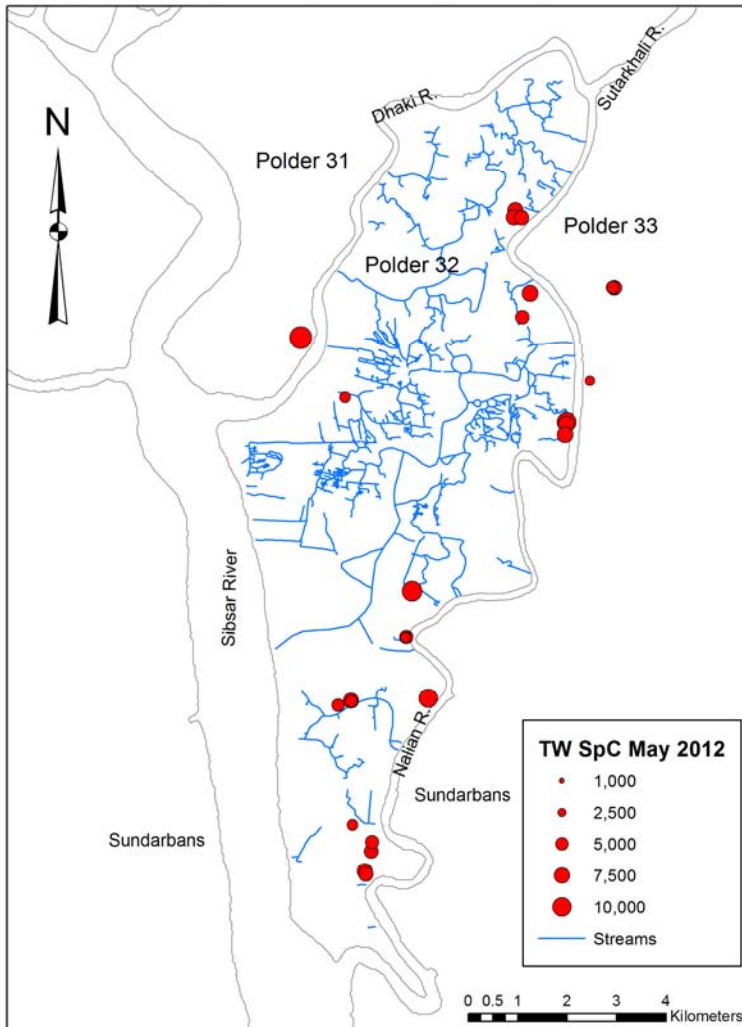 Sutarkhali R.
Dhaki R.
N
Polder 31
Polder 33
Polder 32
Sibsar River
Nalian R.
Sundarbans
Sundarbans
TW SpC May 2012
1,000
2,500
5,000
7,500
10,000
Streams
0 0.5 1 2 3 4
Kilometers